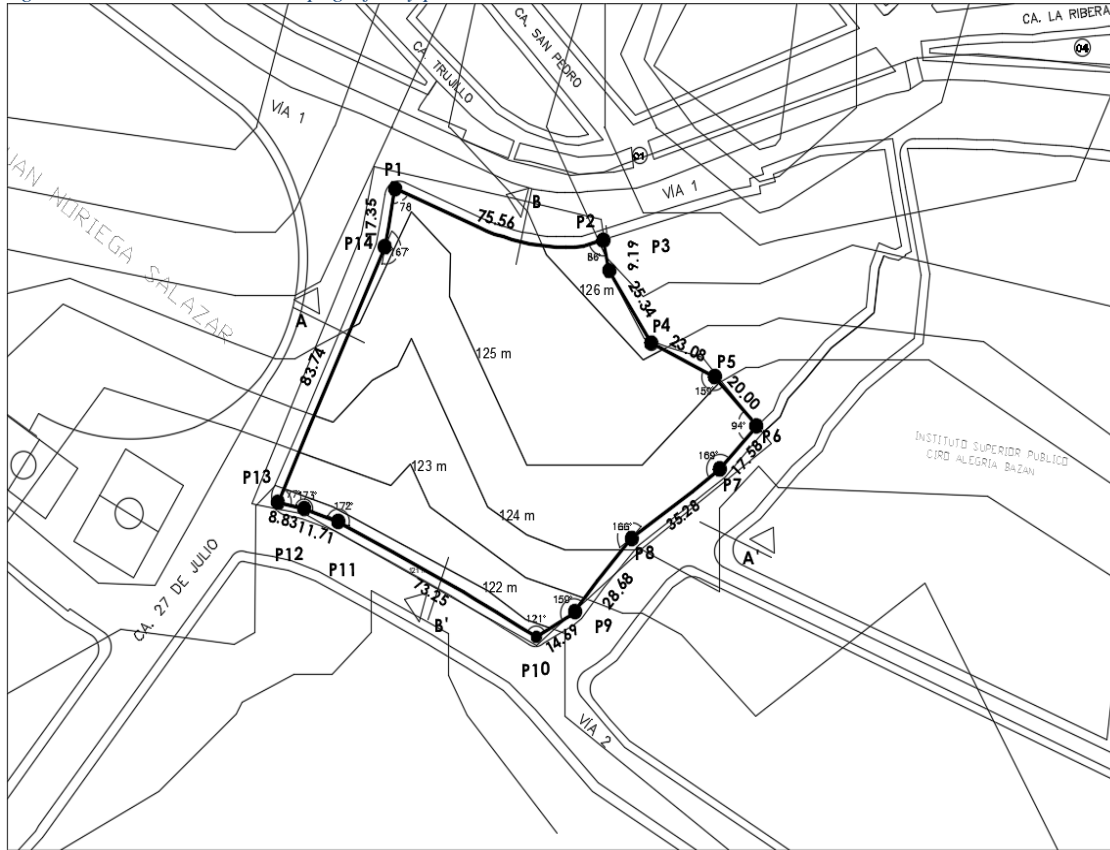 CA. LA RIBERA
04
CA. SAN PEDRO
CA. TRUJILLO
VÍA 1
UAN NORIEGA SALAZAR
P1
78
17.35
75.56
B
VÍA 1
P2
P3
86°
9.19
P14
167°
126 m
25.34
A
P4
125 m
23.08
P5
20.00
83.74
94°
P6
17.58
INSTITUTO SUPERIOR PUBLICO
CIRO ALEGRIA BAZAN
169°
P7
123 m
P13
173°
172°
124 m
35.28
8.83
11.71
166°
P8
A'
P12
P11
CA. 27 DE JULIO
122 m
73.25
28.68
159°
B'
121°
P9
14.69
P10
VÍA 2